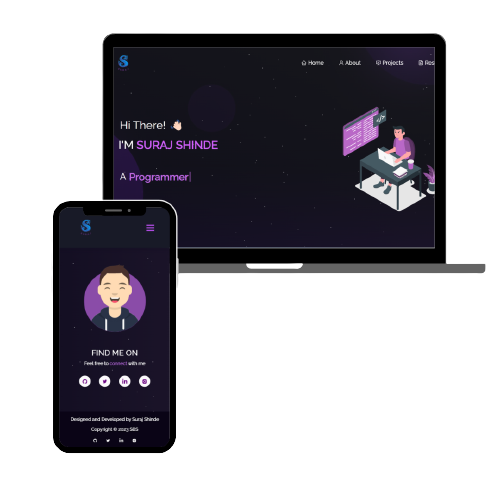 Home About Projects Res
Hi There!
I'M SURAJ SHINDE
A Programmer
FIND ME ON
Feel free to connect with me
Designed and Developed by Suraj Shinde
Copyright © 2023 SBS